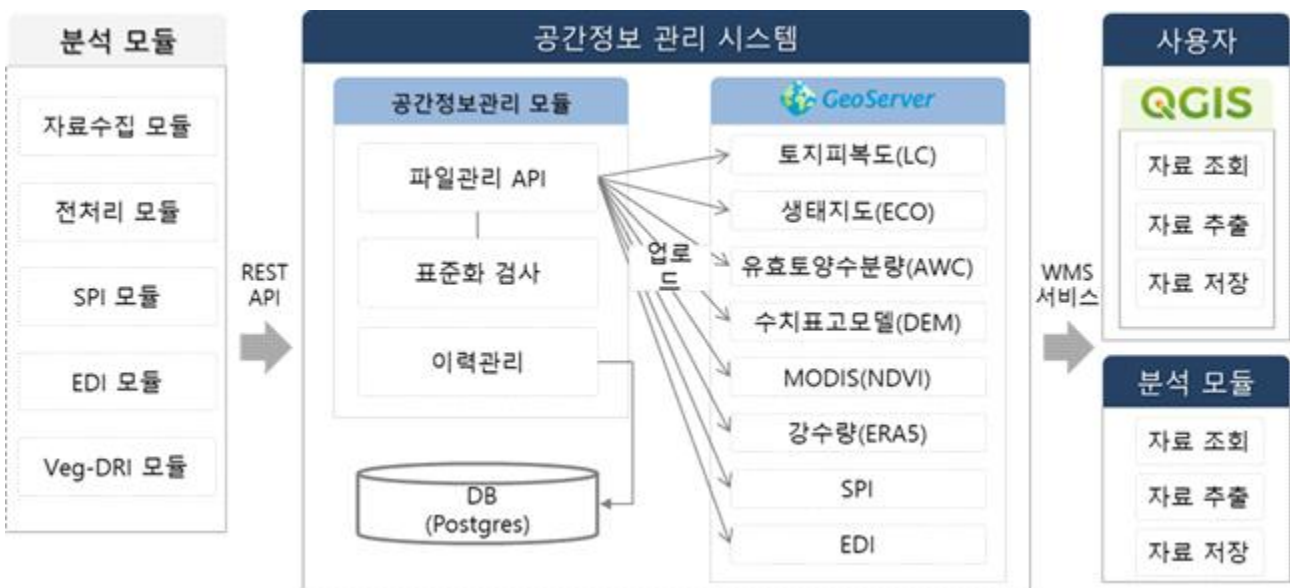 분석 모듈
자료수집 모듈
전처리 모듈
SPI 모듈
EDI 모듈
Veg-DRI 모듈
REST
API
공간정보 관리 시스템
공간정보관리 모듈
파일관리 API
표준화 검사
이력관리
DB
(Postgres)
업로
드
GeoServer
토지피복도(LC)
생태지도(ECO)
유효토양수분량(AWC)
수치표고모델(DEM)
MODIS(NDVI)
강수량(ERA5)
SPI
EDI
WMS
서비스
사용자
QGIS
자료 조회
자료 추출
자료 저장
분석 모듈
자료 조회
자료 추출
자료 저장